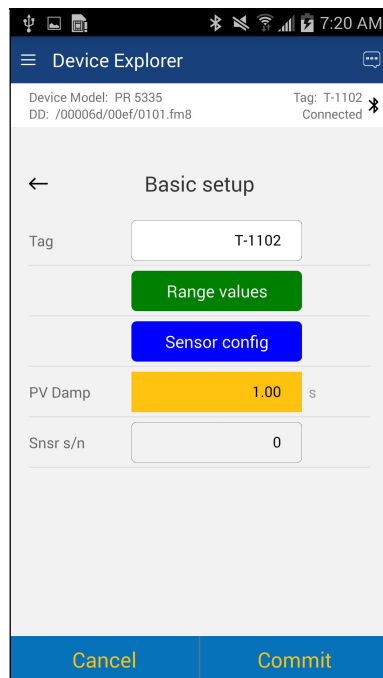 7:20 AM
Device Explorer
Device Model: PR 5335
Tag: T-1102
DD: /00006d/00ef/0101.fm8
Connected
Basic setup
Tag
T-1102
Range values
Sensor config
PV Damp
1.00
s
Snsr s/n
0
Cancel
Commit